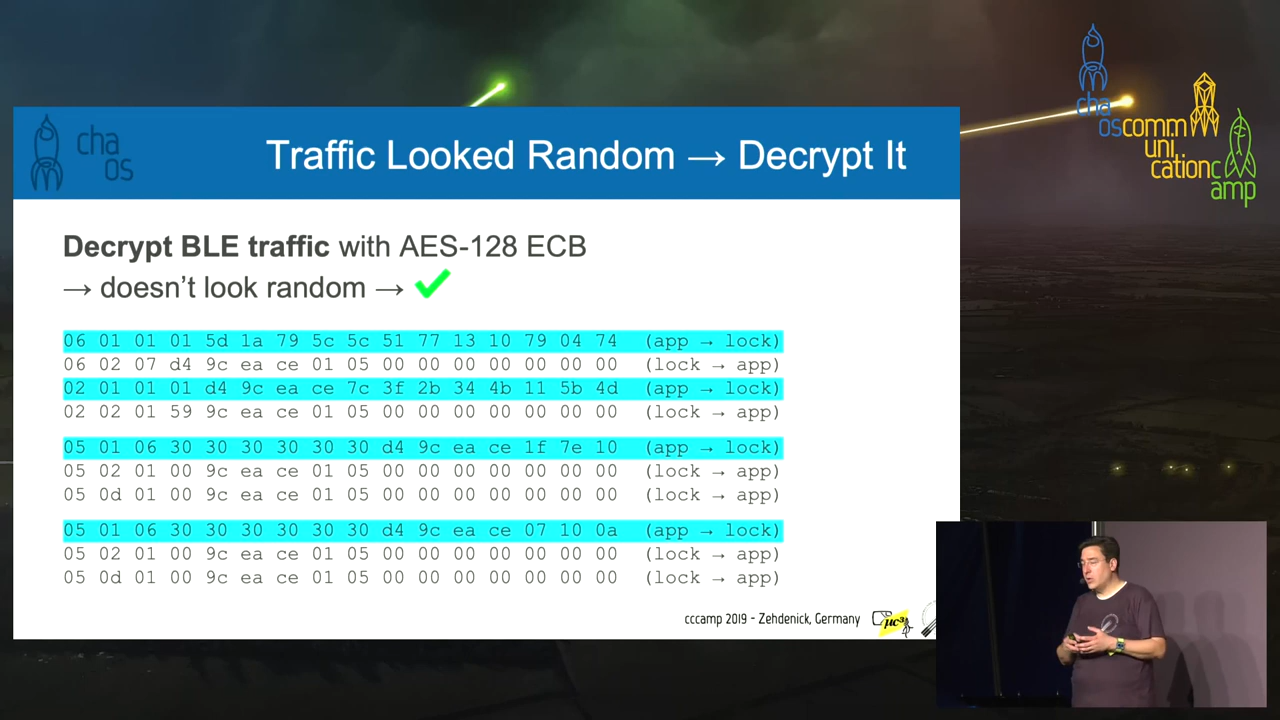 cha
os
comm
uni
cation
c
amp
cha
os
Traffic Looked Random → Decrypt It
Decrypt BLE traffic with AES-128 ECB
→ doesn't look random → ✓
06 01 01 01 5d 1a 79 5c 5c 51 77 13 10 79 04 74 (app → lock)
06 02 07 d4 9c ea ce 01 05 00 00 00 00 00 00 00 (lock → app)
02 01 01 01 d4 9c ea ce 7c 3f 2b 34 4b 11 5b 4d (app → lock)
02 02 01 59 9c ea ce 01 05 00 00 00 00 00 00 00 (lock → app)
05 01 06 30 30 30 30 30 30 d4 9c ea ce 1f 7e 10 (app → lock)
05 02 01 00 9c ea ce 01 05 00 00 00 00 00 00 00 (lock → app)
05 0d 01 00 9c ea ce 01 05 00 00 00 00 00 00 00 (lock → app)
05 01 06 30 30 30 30 30 30 d4 9c ea ce 07 10 0a (app → lock)
05 02 01 00 9c ea ce 01 05 00 00 00 00 00 00 00 (lock → app)
05 0d 01 00 9c ea ce 01 05 00 00 00 00 00 00 00 (lock → app)
cccamp 2019 - Zehdenick, Germany
μc³